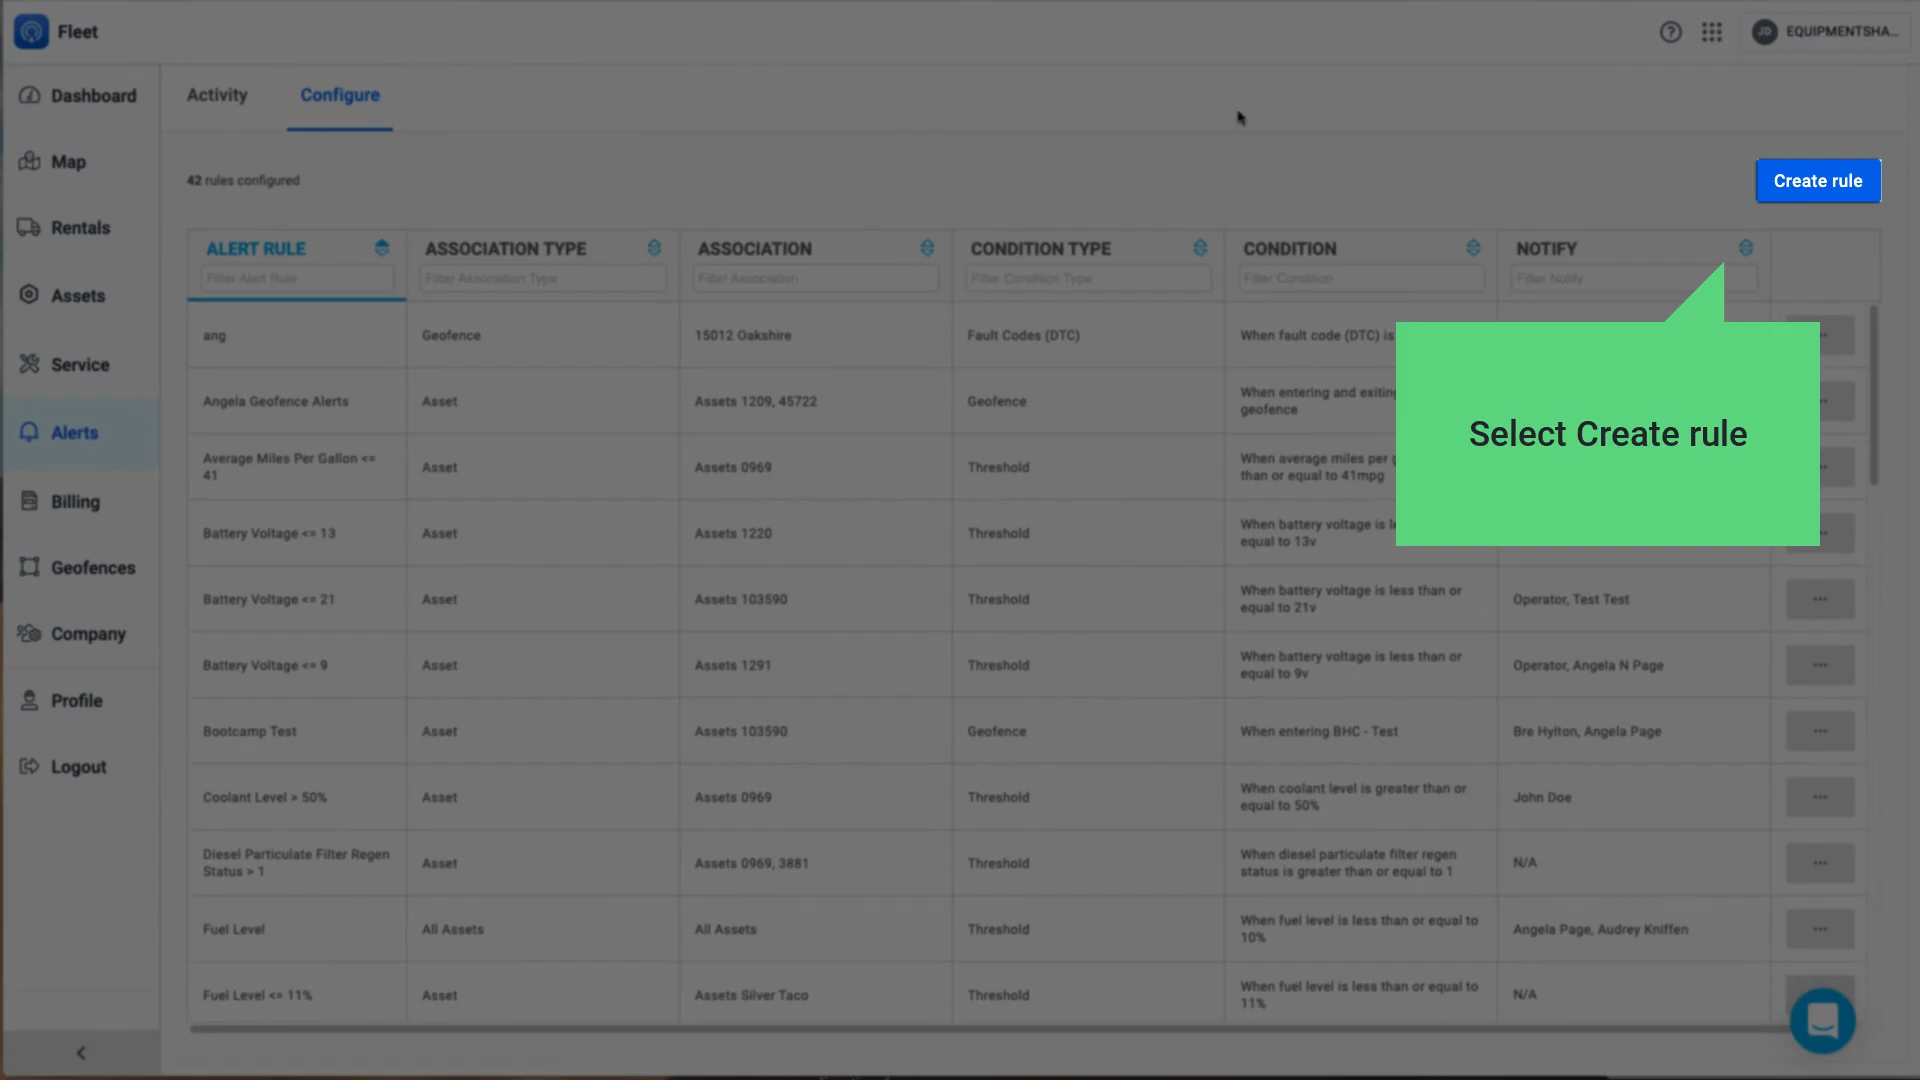 Fleet
JD EQUIPMENTSHA...
Dashboard
Map
Rentals
Assets
Service
Alerts
Billing
Geofences
Company
Profile
Logout
Activity
Configure
42 rules configured
Create rule
ALERT RULE
ASSOCIATION TYPE
ASSOCIATION
CONDITION TYPE
CONDITION
NOTIFY
Filter Alert Rule
Filter Association Type
Filter Association
Filter Condition Type
Filter Condition
Filter Notify
ang
Geofence
15012 Oakshire
Fault Codes (DTC)
When fault code (DTC) is
Angela Geofence Alerts
Asset
Assets 1209, 45722
Geofence
When entering and exiting
geofence
Average Miles Per Gallon <=
41
Asset
Assets 0969
Threshold
When average miles per
than or equal to 41mpg
Select Create rule
Battery Voltage <= 13
Asset
Assets 1220
Threshold
When battery voltage is
equal to 13v
Battery Voltage <= 21
Asset
Assets 103590
Threshold
When battery voltage is less than or
equal to 21v
Operator, Test Test
Battery Voltage <= 9
Asset
Assets 1291
Threshold
When battery voltage is less than or
equal to 9v
Operator, Angela N Page
Bootcamp Test
Asset
Assets 103590
Geofence
When entering BHC - Test
Bre Hylton, Angela Page
Coolant Level > 50%
Asset
Assets 0969
Threshold
When coolant level is greater than or
equal to 50%
John Doe
Diesel Particulate Filter Regen
Status > 1
Asset
Assets 0969, 3881
Threshold
When diesel particulate filter regen
status is greater than or equal to 1
N/A
Fuel Level
All Assets
All Assets
Threshold
When fuel level is less than or equal to
10%
Angela Page, Audrey Kniffen
Fuel Level <= 11%
Asset
Assets Silver Taco
Threshold
When fuel level is less than or equal to
11%
N/A